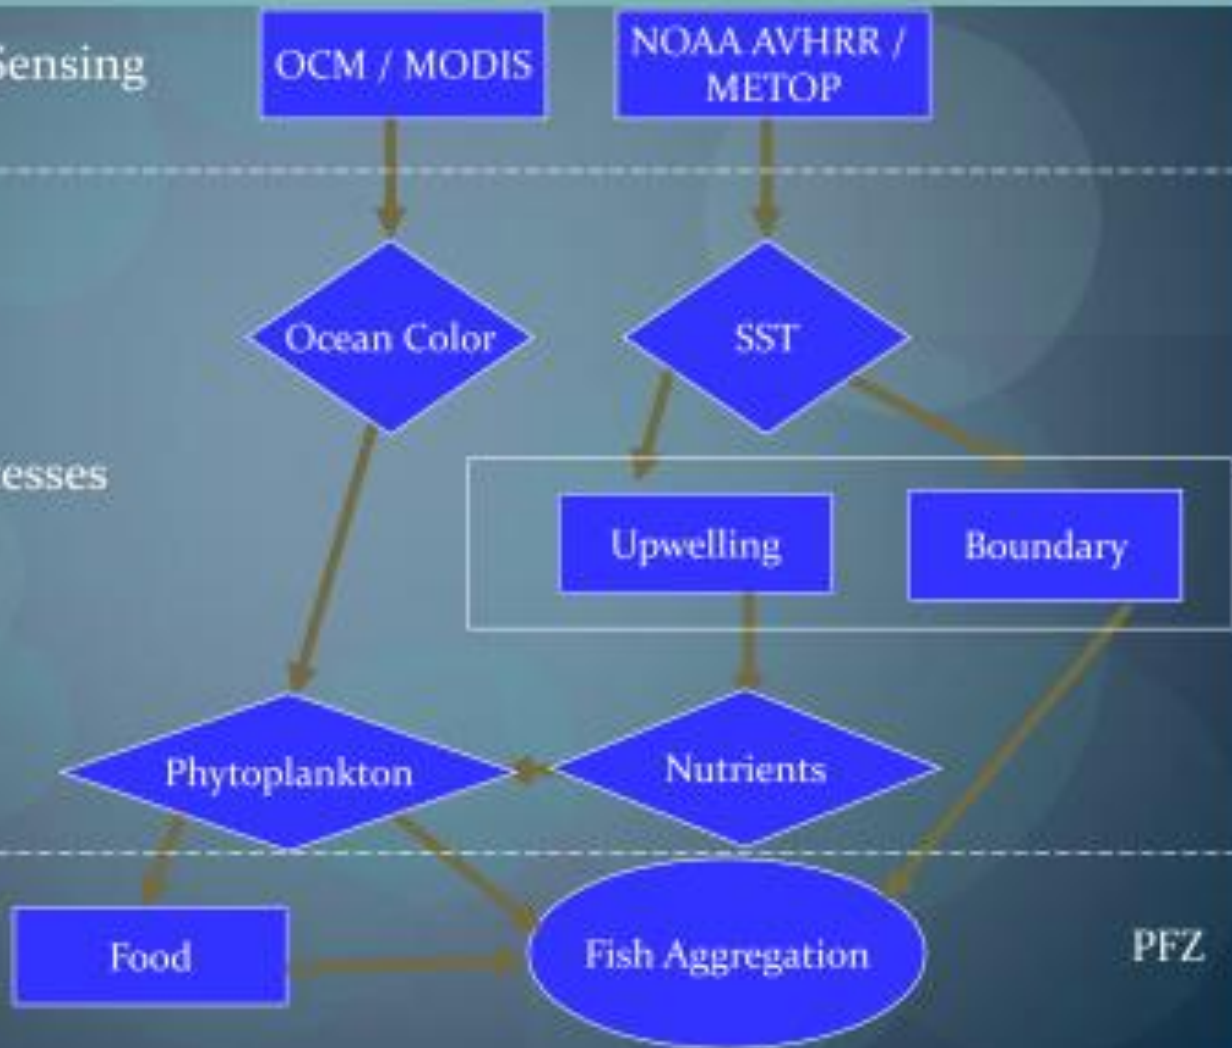 Sensing
OCM / MODIS
NOAA AVHRR /
METOP
Ocean Color
SST
esses
Upwelling
Boundary
Phytoplankton
Nutrients
Food
Fish Aggregation
PFZ